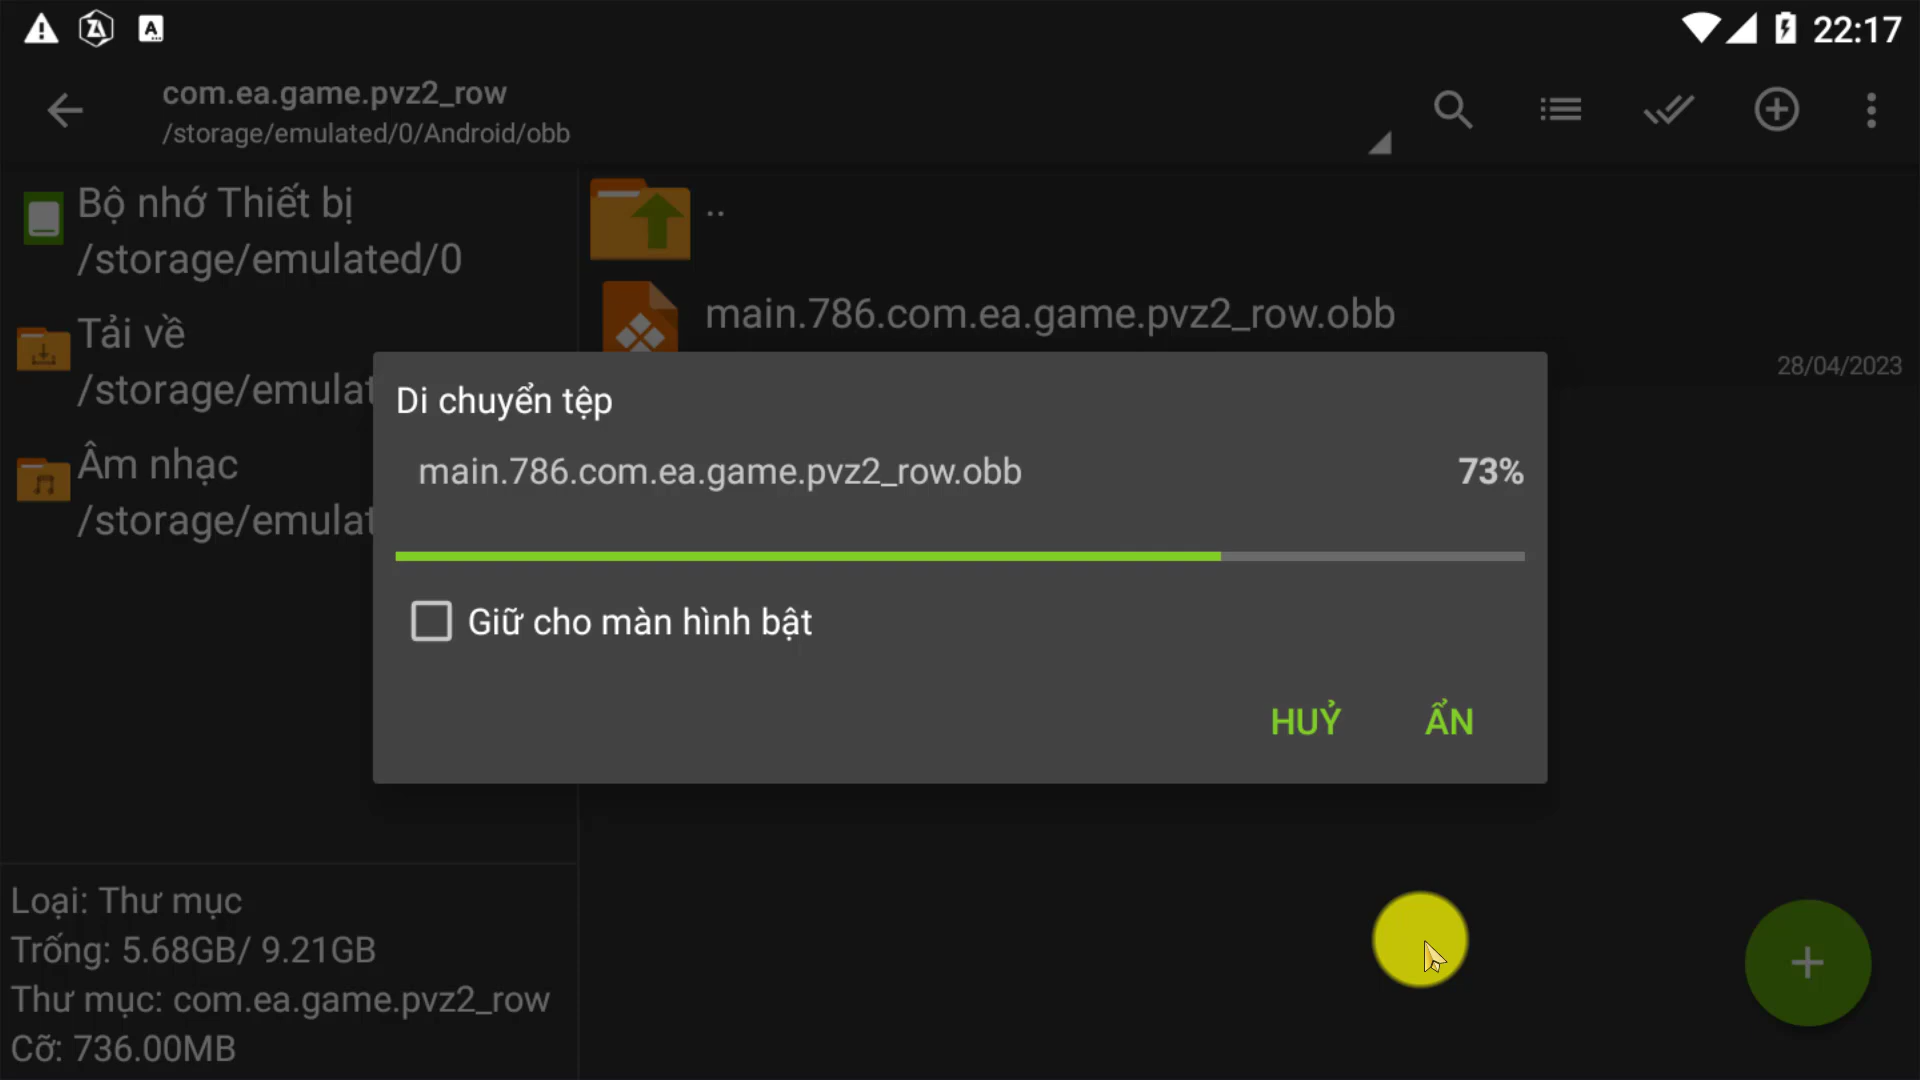 A
22:17
com.ea.game.pvz2_row
/storage/emulated/0/Android/obb
Bộ nhớ Thiết bị
/storage/emulated/0
Tải về
/storage/emulat
Âm nhạc
/storage/emulat
..
main.786.com.ea.game.pvz2_row.obb
28/04/2023
Di chuyển tệp
main.786.com.ea.game.pvz2_row.obb 73%
Giữ cho màn hình bật
HUỶ ẨN
Loại: Thư mục
Trống: 5.68GB/ 9.21GB
Thư mục: com.ea.game.pvz2_row
Cỡ: 736.00MB